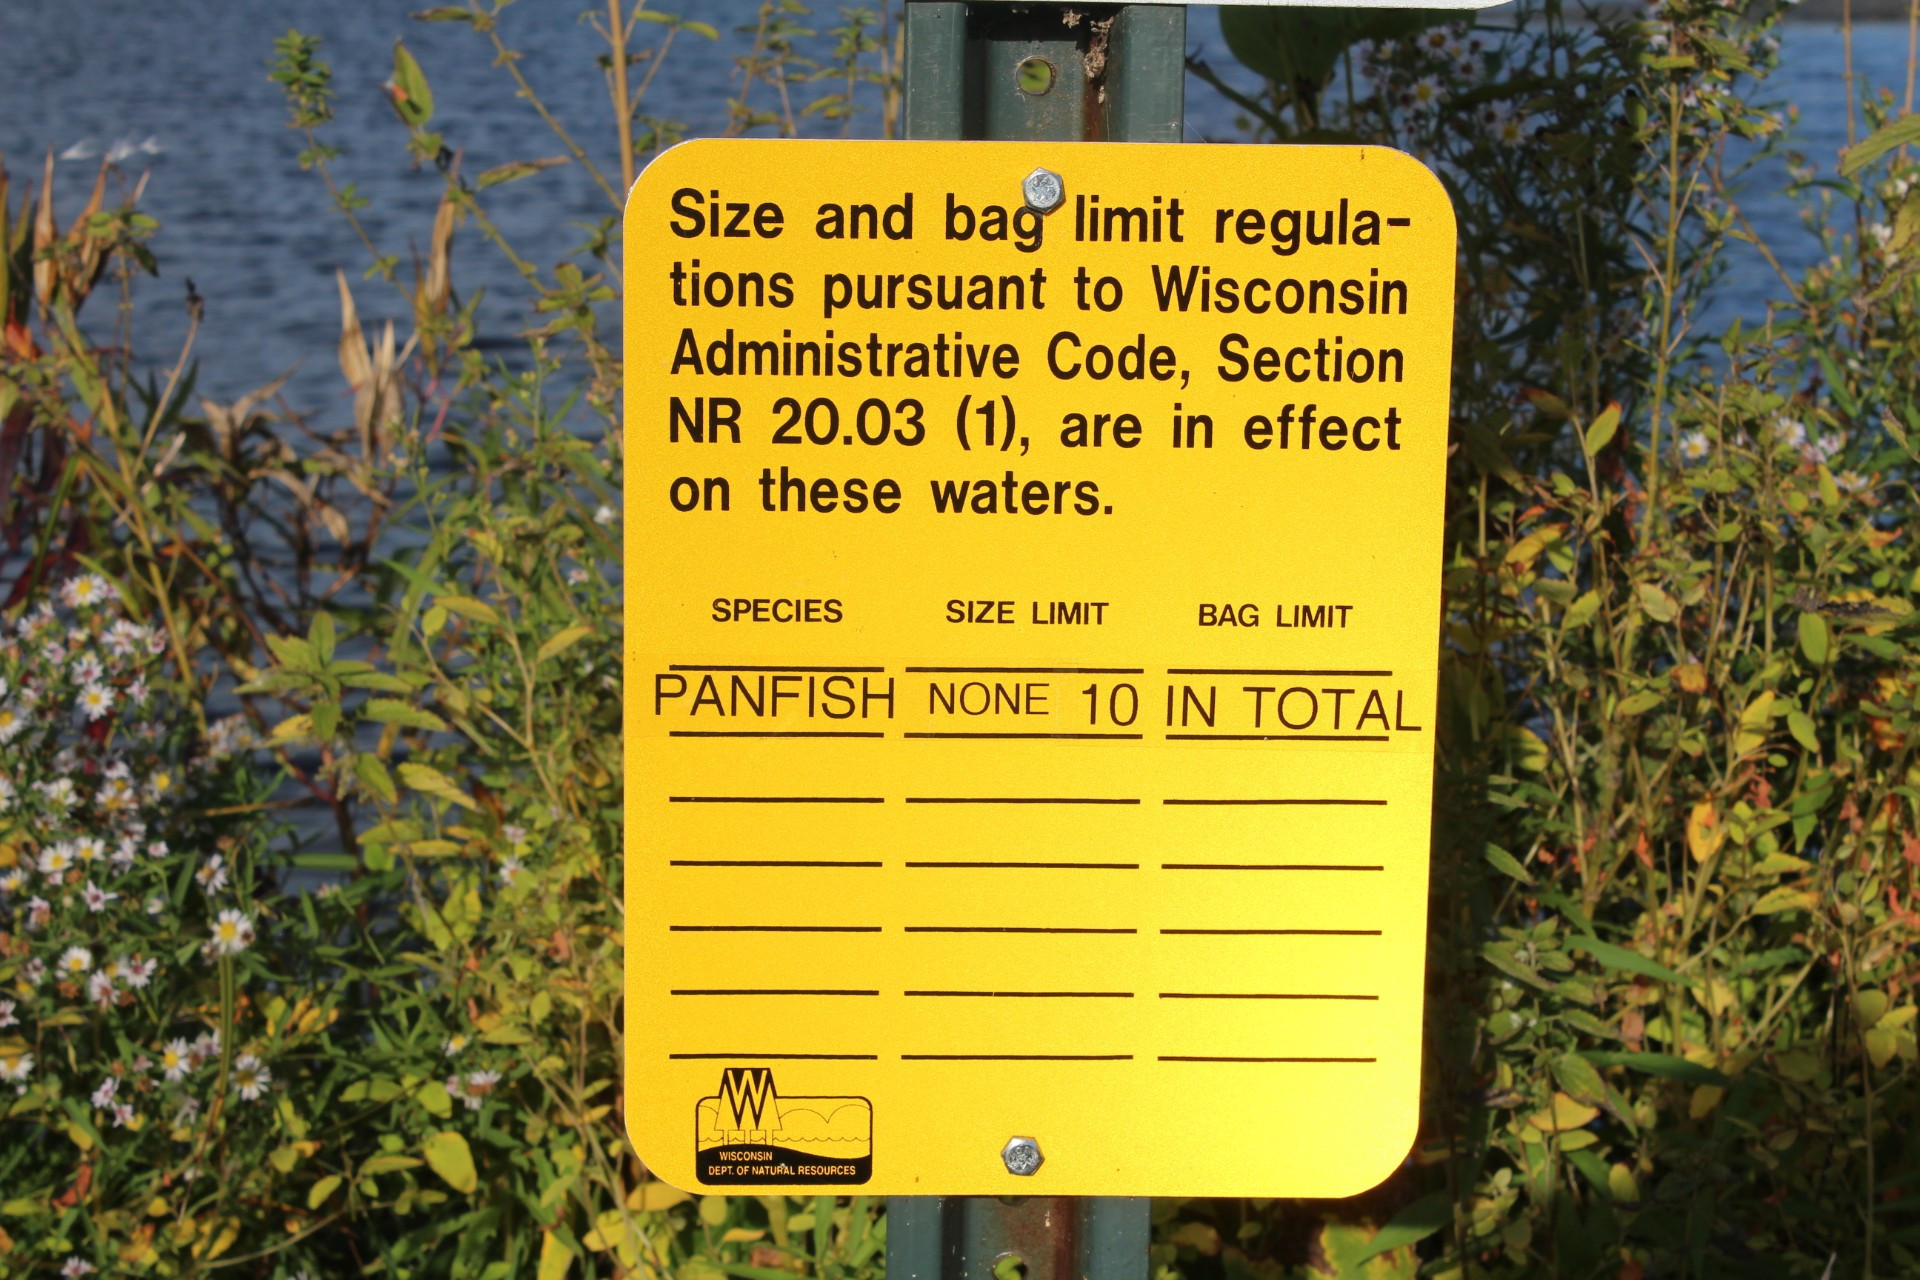 Size and bag limit regula-
tions pursuant to Wisconsin
Administrative Code, Section
NR 20.03 (1), are in effect
on these waters.
SPECIES SIZE LIMIT BAG LIMIT
PANFISH NONE 10 IN TOTAL
W
WISCONSIN
DEPT. OF NATURAL RESOURCES